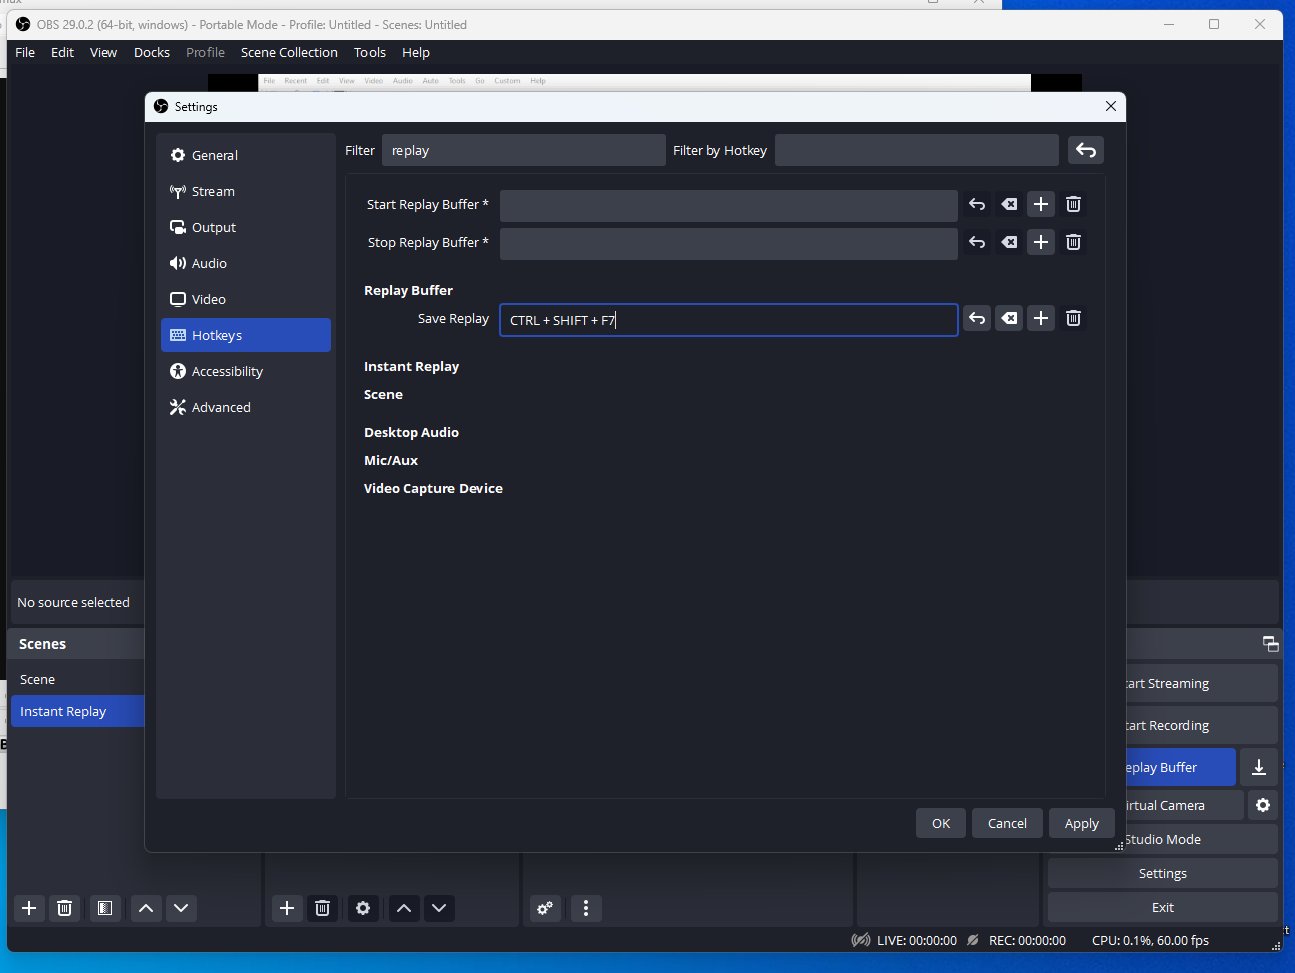 OBS 29.0.2 (64-bit, windows) - Portable Mode - Profile: Untitled - Scenes: Untitled
File Edit View Docks Profile Scene Collection Tools Help
File Recent Edit View Video Audio Auto Tools Go Custom Help
Settings
General
Stream
Output
Audio
Video
Hotkeys
Accessibility
Advanced
Filter replay Filter by Hotkey
Start Replay Buffer *
Stop Replay Buffer *
Replay Buffer
Save Replay CTRL + SHIFT + F7
Instant Replay
Scene
Desktop Audio
Mic/Aux
Video Capture Device
OK Cancel Apply
No source selected
Scenes
Scene
Instant Replay
art Streaming
tart Recording
eplay Buffer
irtual Camera
Studio Mode
Settings
Exit
LIVE: 00:00:00 REC: 00:00:00 CPU: 0.1%, 60.00 fps